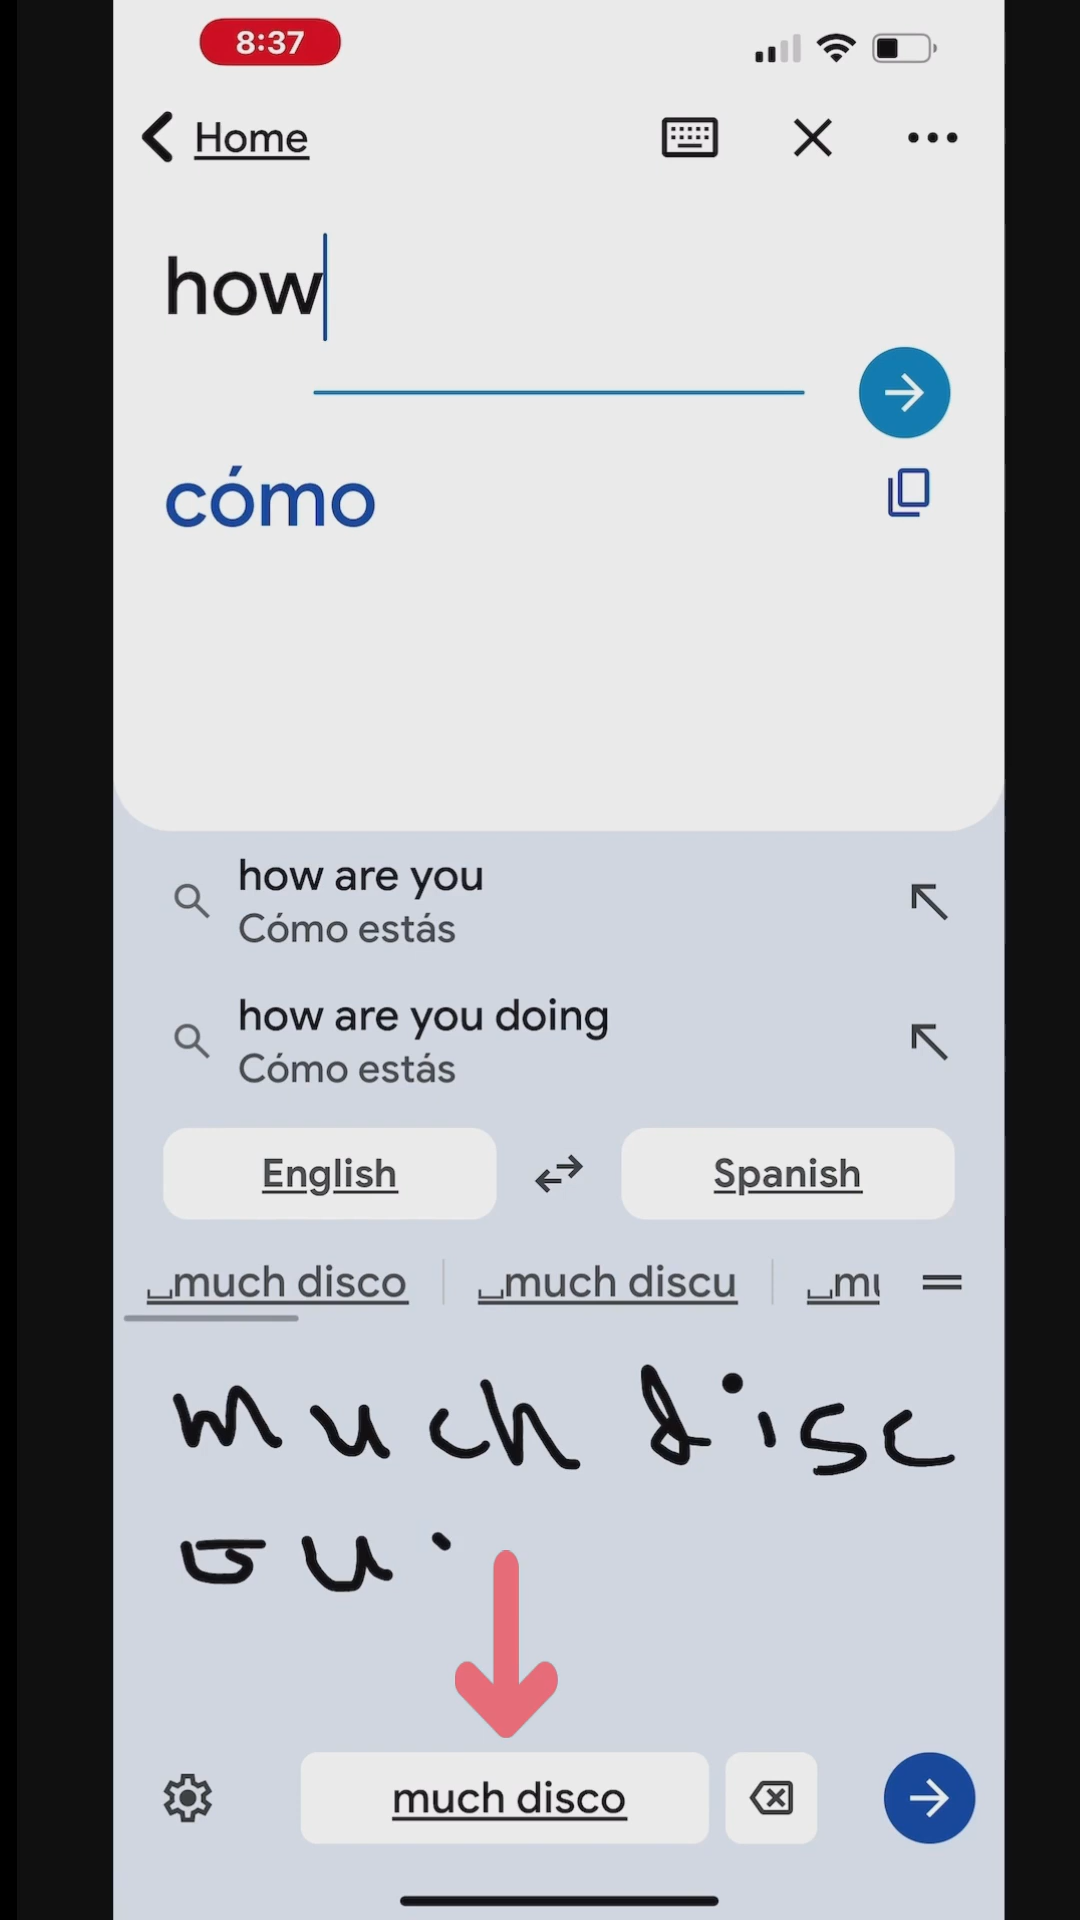 8:37
Home
how
cómo
how are you
Cómo estás
how are you doing
Cómo estás
English
Spanish
much disco
much discu
mu
much disc
ou
much disco